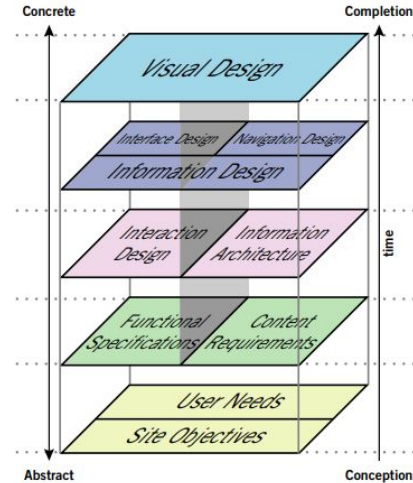 Concrete
Completion
Visual Design
Interface Design
Navigation Design
Information Design
Interaction
Design
Information
Architecture
time
Functional
Specifications
Content
Requirements
User Needs
Site Objectives
Abstract
Conception